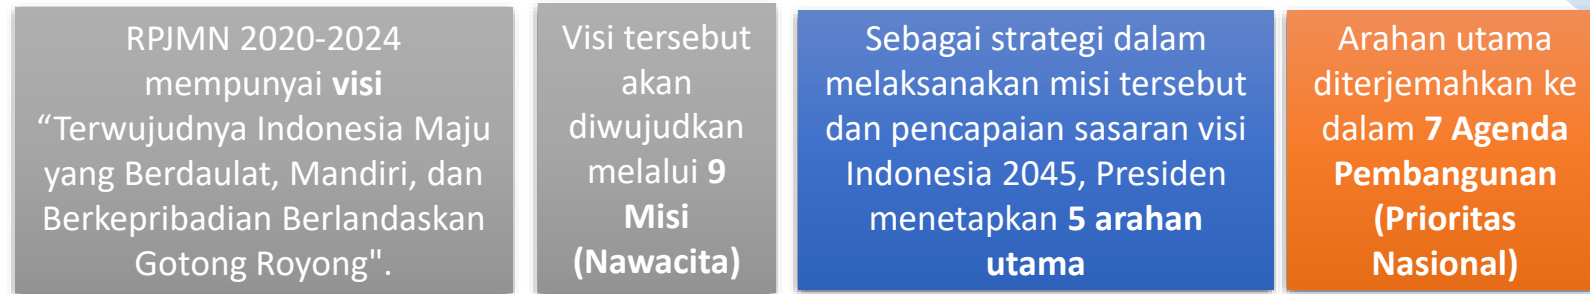 RPJMN 2020-2024
mempunyai visi
“Terwujudnya Indonesia Maju
yang Berdaulat, Mandiri, dan
Berkepribadian Berlandaskan
Gotong Royong".
Visi tersebut
akan
diwujudkan
melalui 9
Misi
(Nawacita)
Sebagai strategi dalam
melaksanakan misi tersebut
dan pencapaian sasaran visi
Indonesia 2045, Presiden
menetapkan 5 arahan
utama
Arahan utama
diterjemahkan ke
dalam 7 Agenda
Pembangunan
(Prioritas
Nasional)